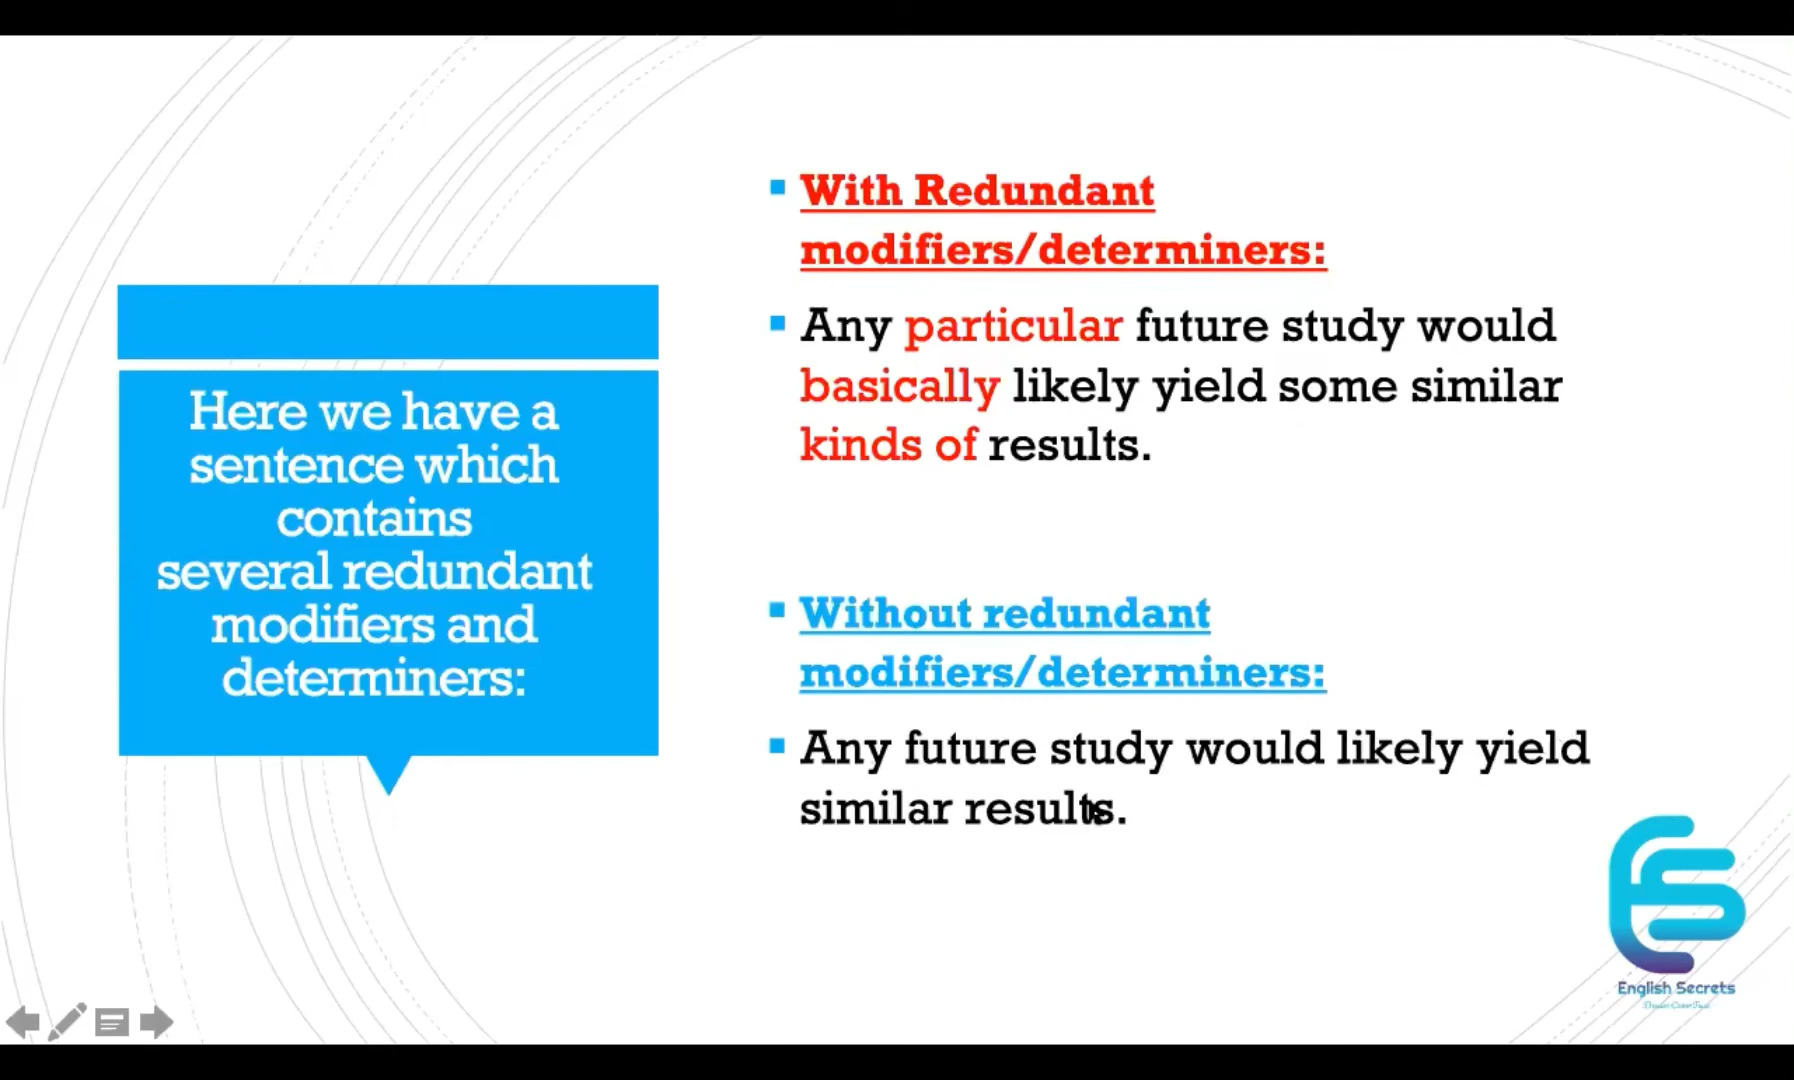 Here we have a
sentence which
contains
several redundant
modifiers and
determiners:
With Redundant
modifiers/determiners:
Any particular future study would
basically likely yield some similar
kinds of results.
Without redundant
modifiers/determiners:
Any future study would likely yield
similar results.
English Secrets